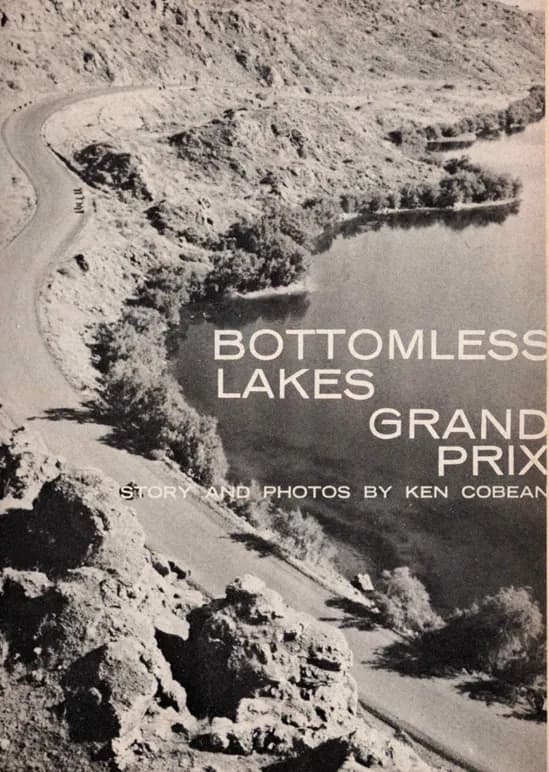 BOTTOMLESS
LAKES
GRAND
PRIX
STORY AND PHOTOS BY KEN COBEAN